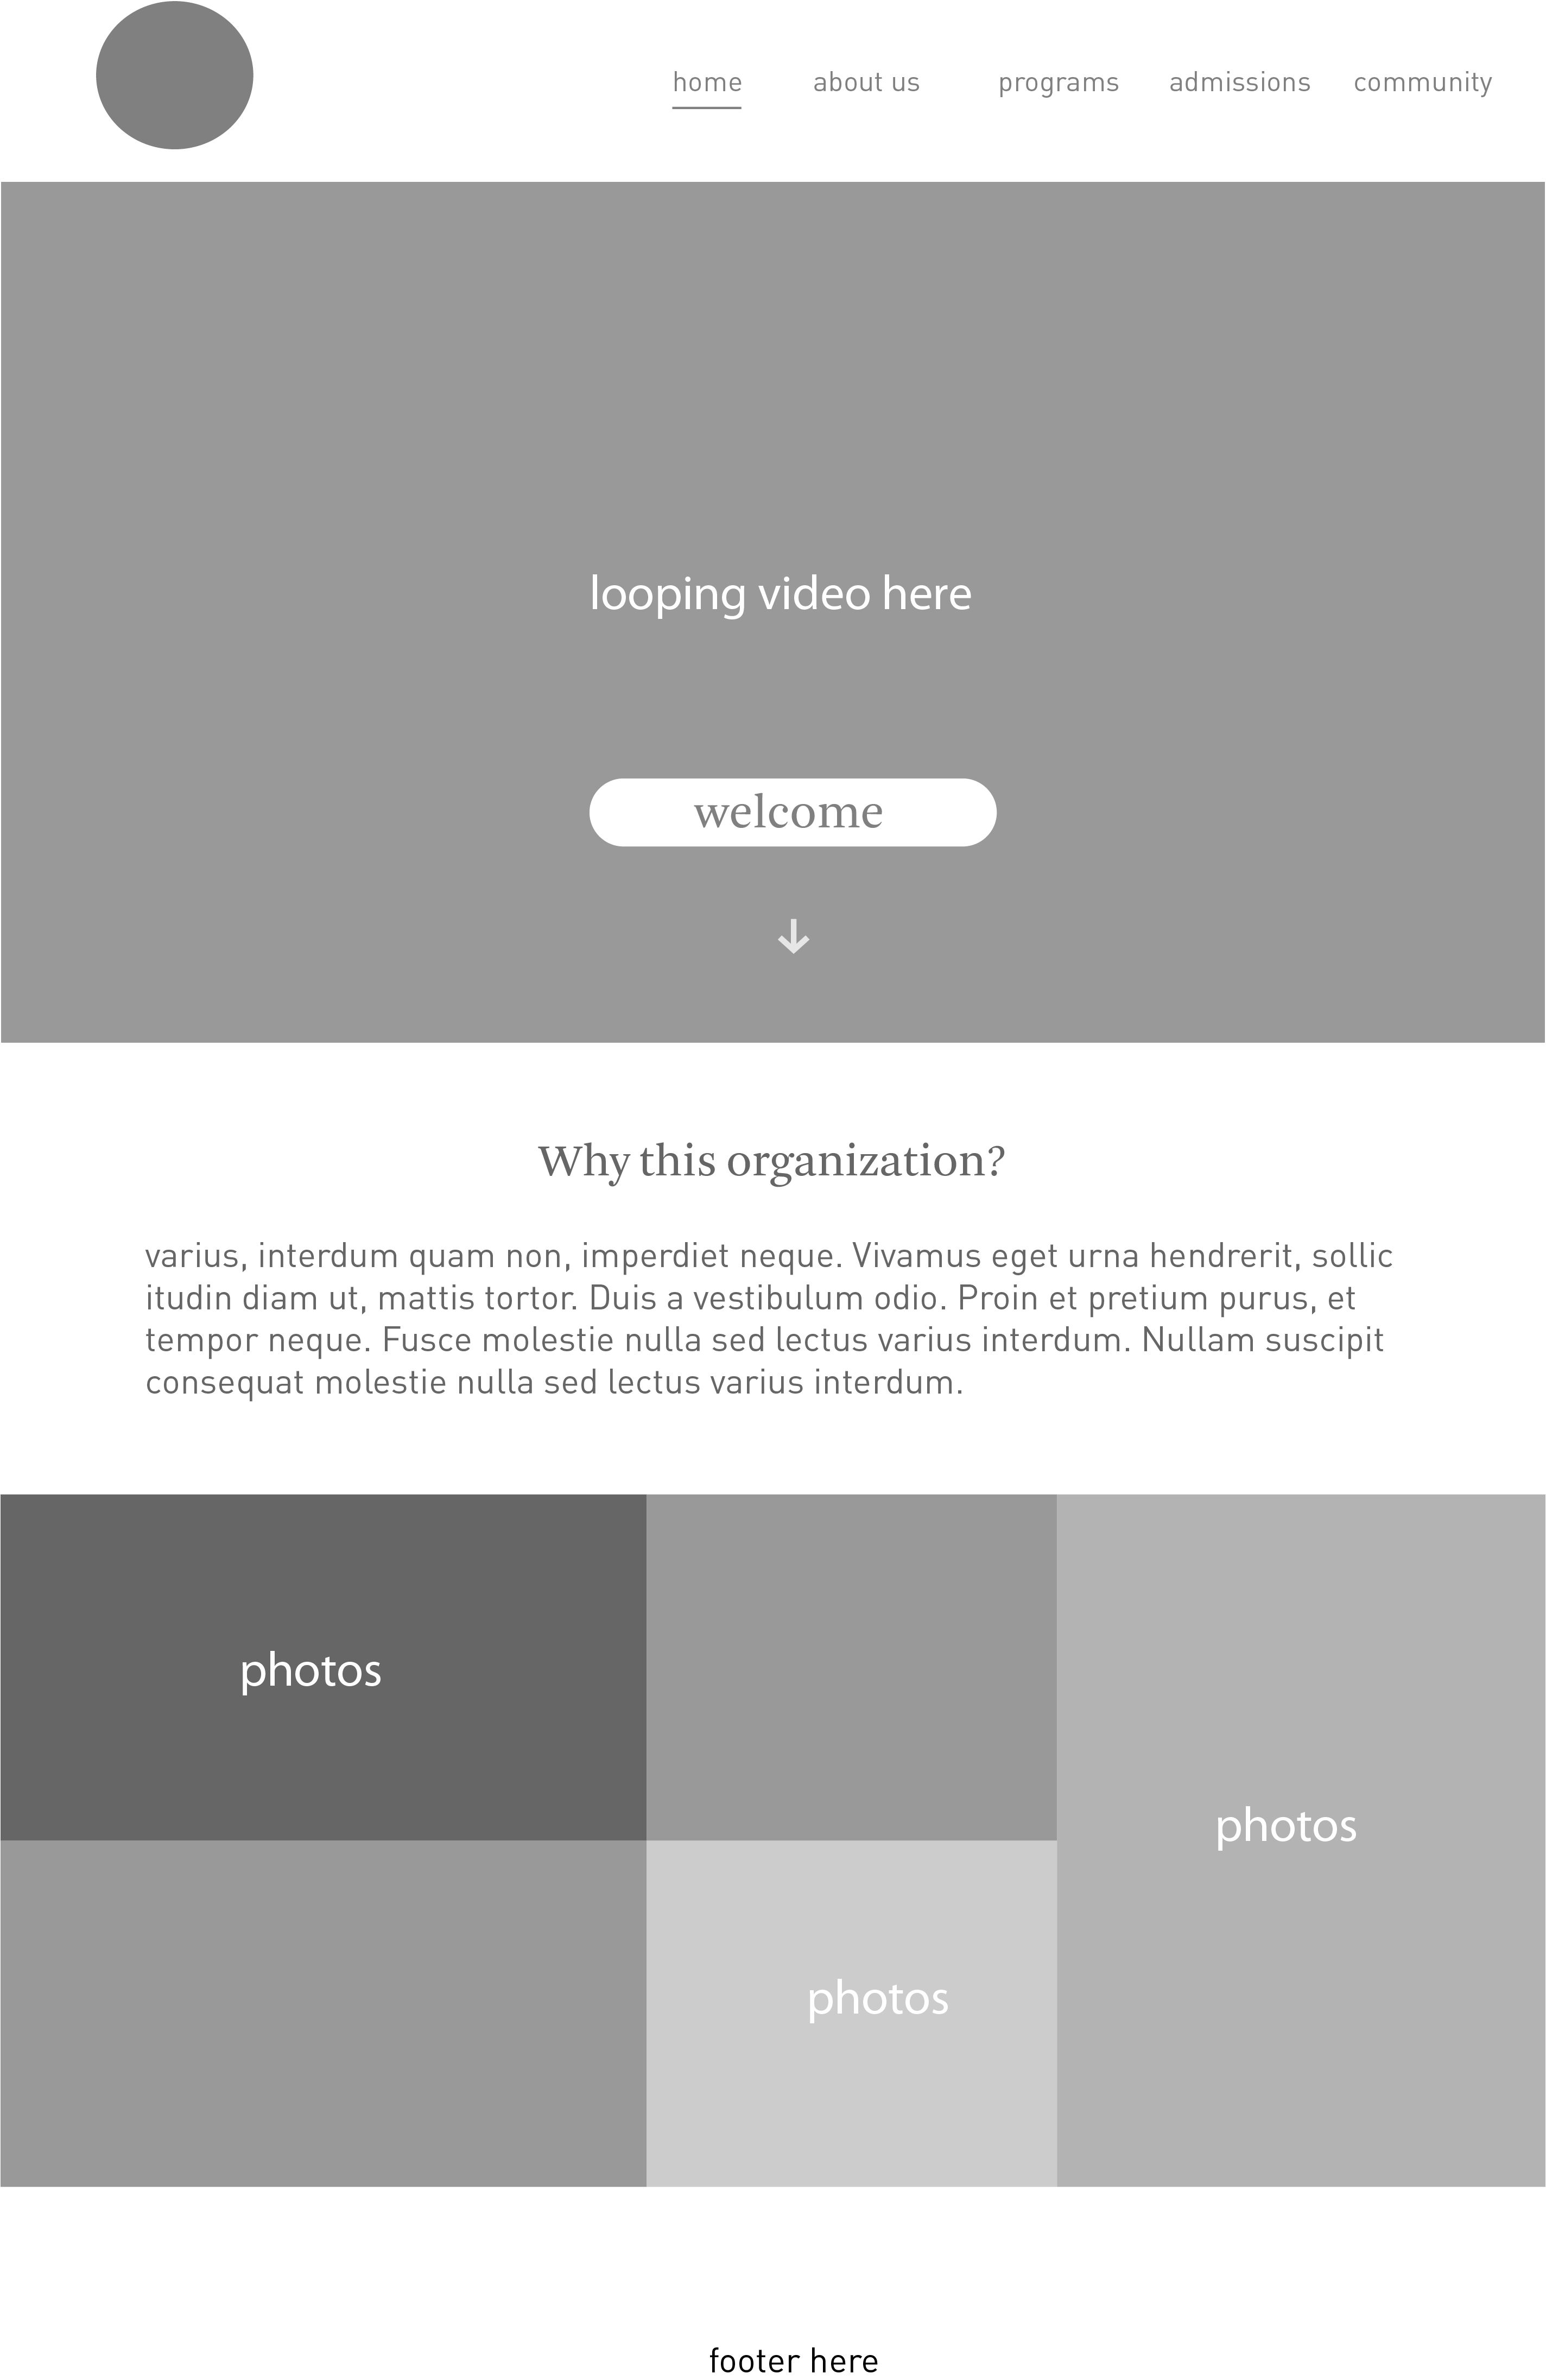 home about us programs admissions community
looping video here
welcome
Why this organization?
varius, interdum quam non, imperdiet neque. Vivamus eget urna hendrerit, sollic
itudin diam ut, mattis tortor. Duis a vestibulum odio. Proin et pretium purus, et
tempor neque. Fusce molestie nulla sed lectus varius interdum. Nullam suscipit
consequat molestie nulla sed lectus varius interdum.
photos
photos
photos
footer here